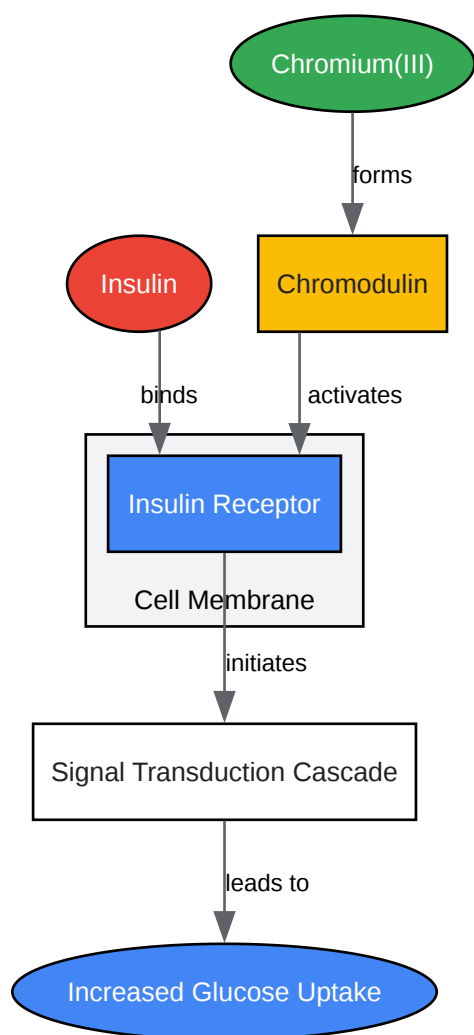 Chromium(III)
forms
Insulin
Chromodulin
binds
activates
Insulin Receptor
Cell Membrane
initiates
Signal Transduction Cascade
leads to
Increased Glucose Uptake